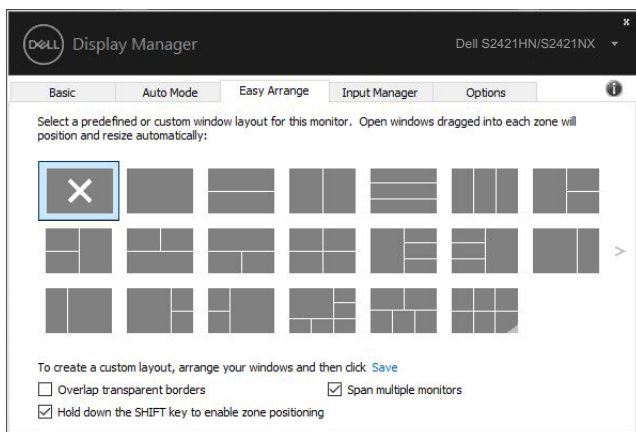 x
DELL Display Manager
Dell S2421HN/S2421NX
Basic Auto Mode Easy Arrange Input Manager Options
Select a predefined or custom window layout for this monitor. Open windows dragged into each zone will
position and resize automatically:
To create a custom layout, arrange your windows and then click Save
Overlap transparent borders Span multiple monitors
Hold down the SHIFT key to enable zone positioning